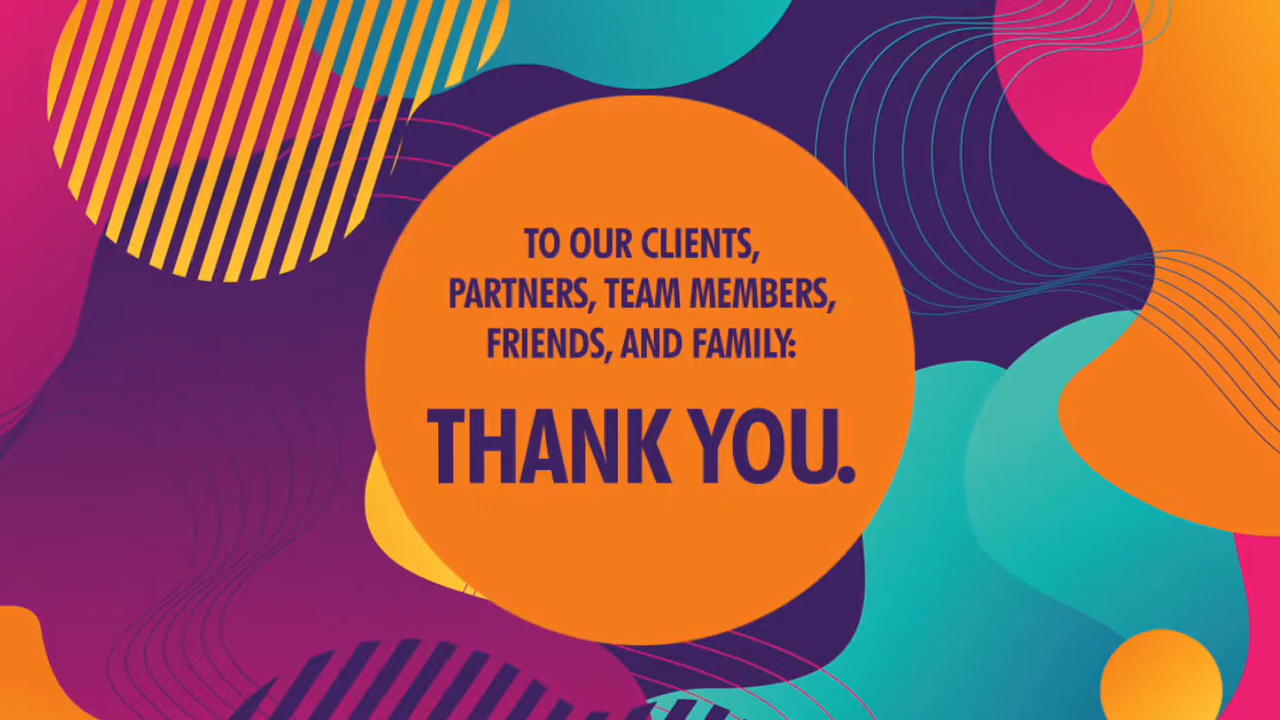 TO OUR CLIENTS,
PARTNERS, TEAM MEMBERS,
FRIENDS, AND FAMILY:
THANK YOU.